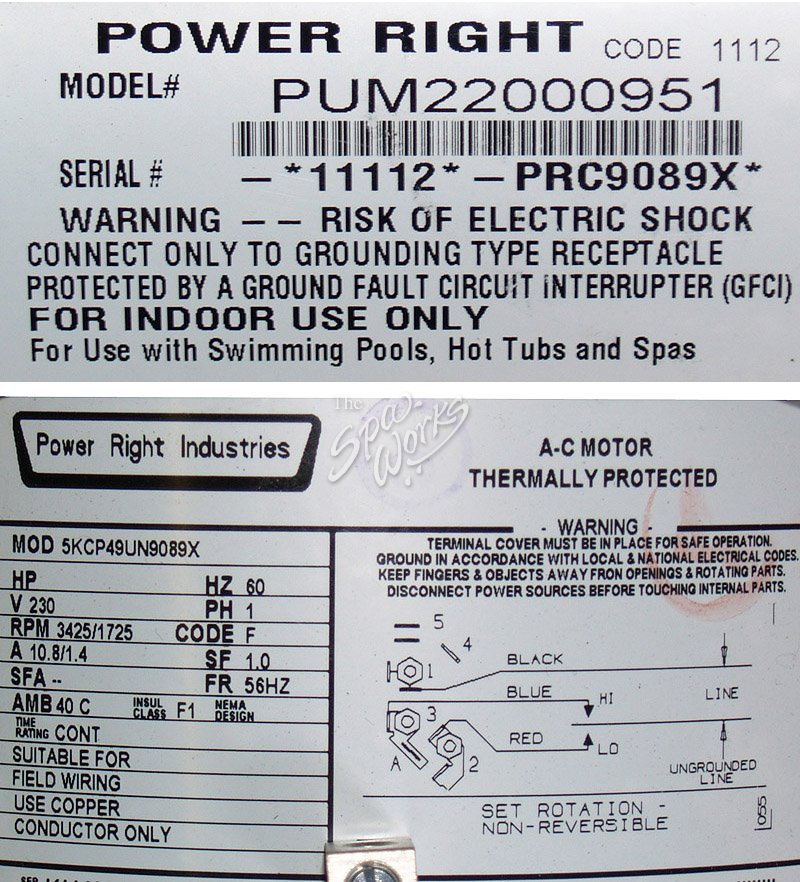 POWER RIGHT CODE 1112
MODEL# PUM22000951
SERIAL # -*11112*-PRC9089X*
WARNING -- RISK OF ELECTRIC SHOCK
CONNECT ONLY TO GROUNDING TYPE RECEPTACLE
PROTECTED BY A GROUND FAULT CIRCUIT INTERRUPTER (GFCI)
FOR INDOOR USE ONLY
For Use with Swimming Pools, Hot Tubs and Spas
The
Spa
Works
Power Right Industries
A-C MOTOR
THERMALLY PROTECTED
MOD 5KCP49UN9089X
HP HZ 60
V 230 PH 1
RPM 3425/1725 CODE F
A 10.8/1.4 SF 1.0
SFA -- FR 56HZ
AMB 40 C INSUL CLASS F1 NEMA DESIGN
TIME RATING CONT
SUITABLE FOR
FIELD WIRING
USE COPPER
CONDUCTOR ONLY
- WARNING -
TERMINAL COVER MUST BE IN PLACE FOR SAFE OPERATION.
GROUND IN ACCORDANCE WITH LOCAL & NATIONAL ELECTRICAL CODES.
KEEP FINGERS & OBJECTS AWAY FRON OPENINGS & ROTATING PARTS.
DISCONNECT POWER SOURCES BEFORE TOUCHING INTERNAL PARTS.
5
4
1 BLACK
BLUE HI LINE
3
RED LO
A 2
UNGROUNDED
LINE
SET ROTATION -
NON-REVERSIBLE